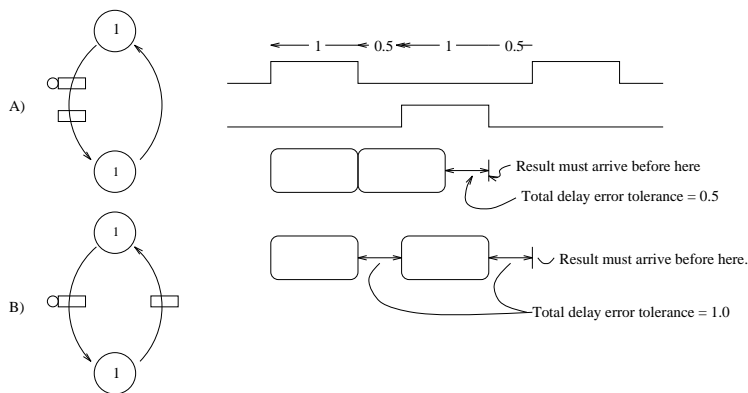 A)
1
1
1 0.5 1 0.5
Result must arrive before here
Total delay error tolerance = 0.5
B)
1
1
Result must arrive before here.
Total delay error tolerance = 1.0